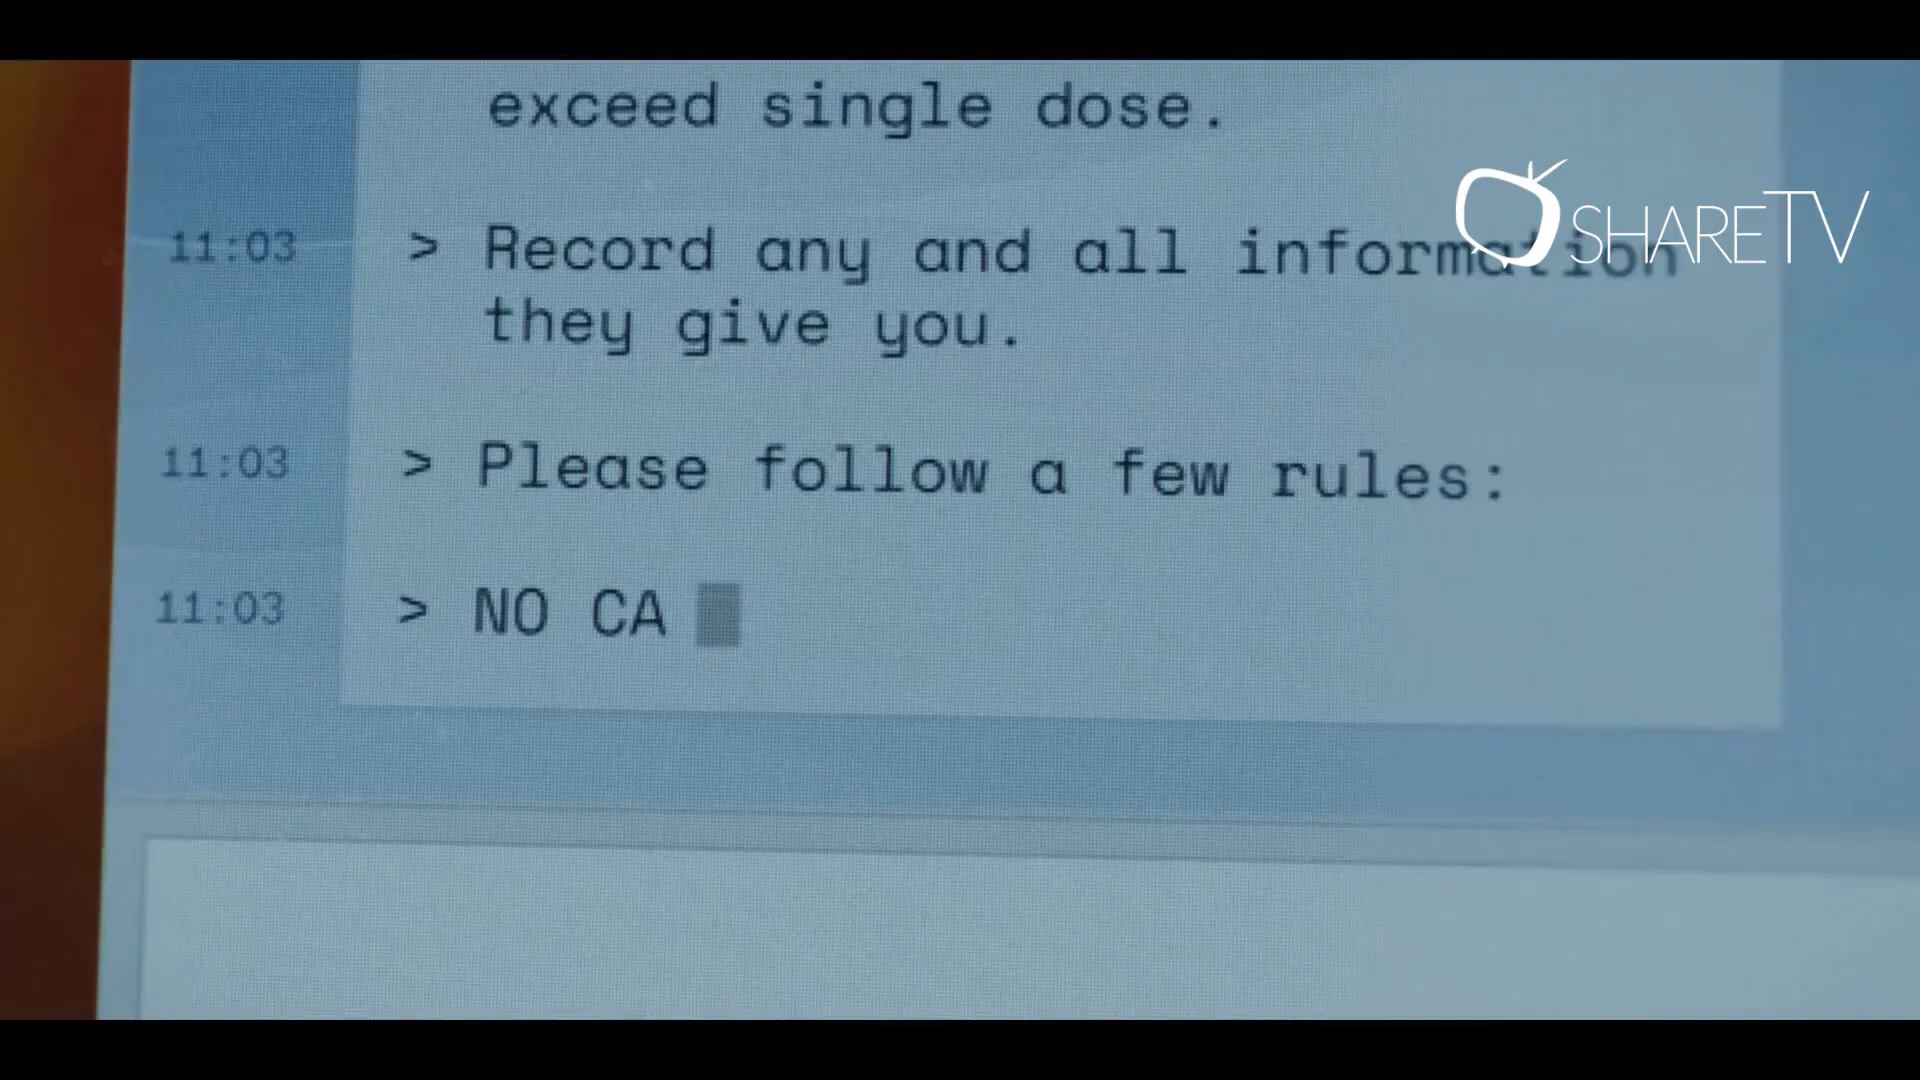 exceed single dose.
SHARETV
11:03 > Record any and all information
they give you.
11:03 > Please follow a few rules:
11:03 > NO CA